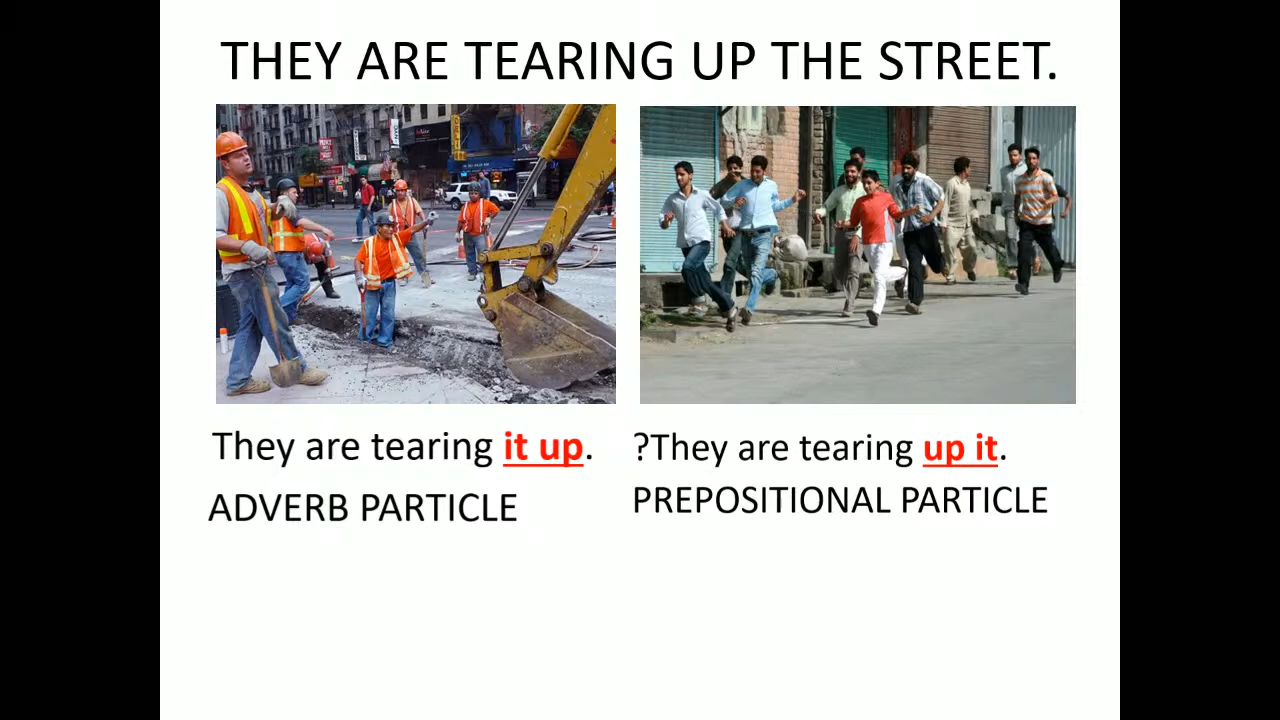 THEY ARE TEARING UP THE STREET.
They are tearing it up.
?They are tearing up it.
ADVERB PARTICLE
PREPOSITIONAL PARTICLE